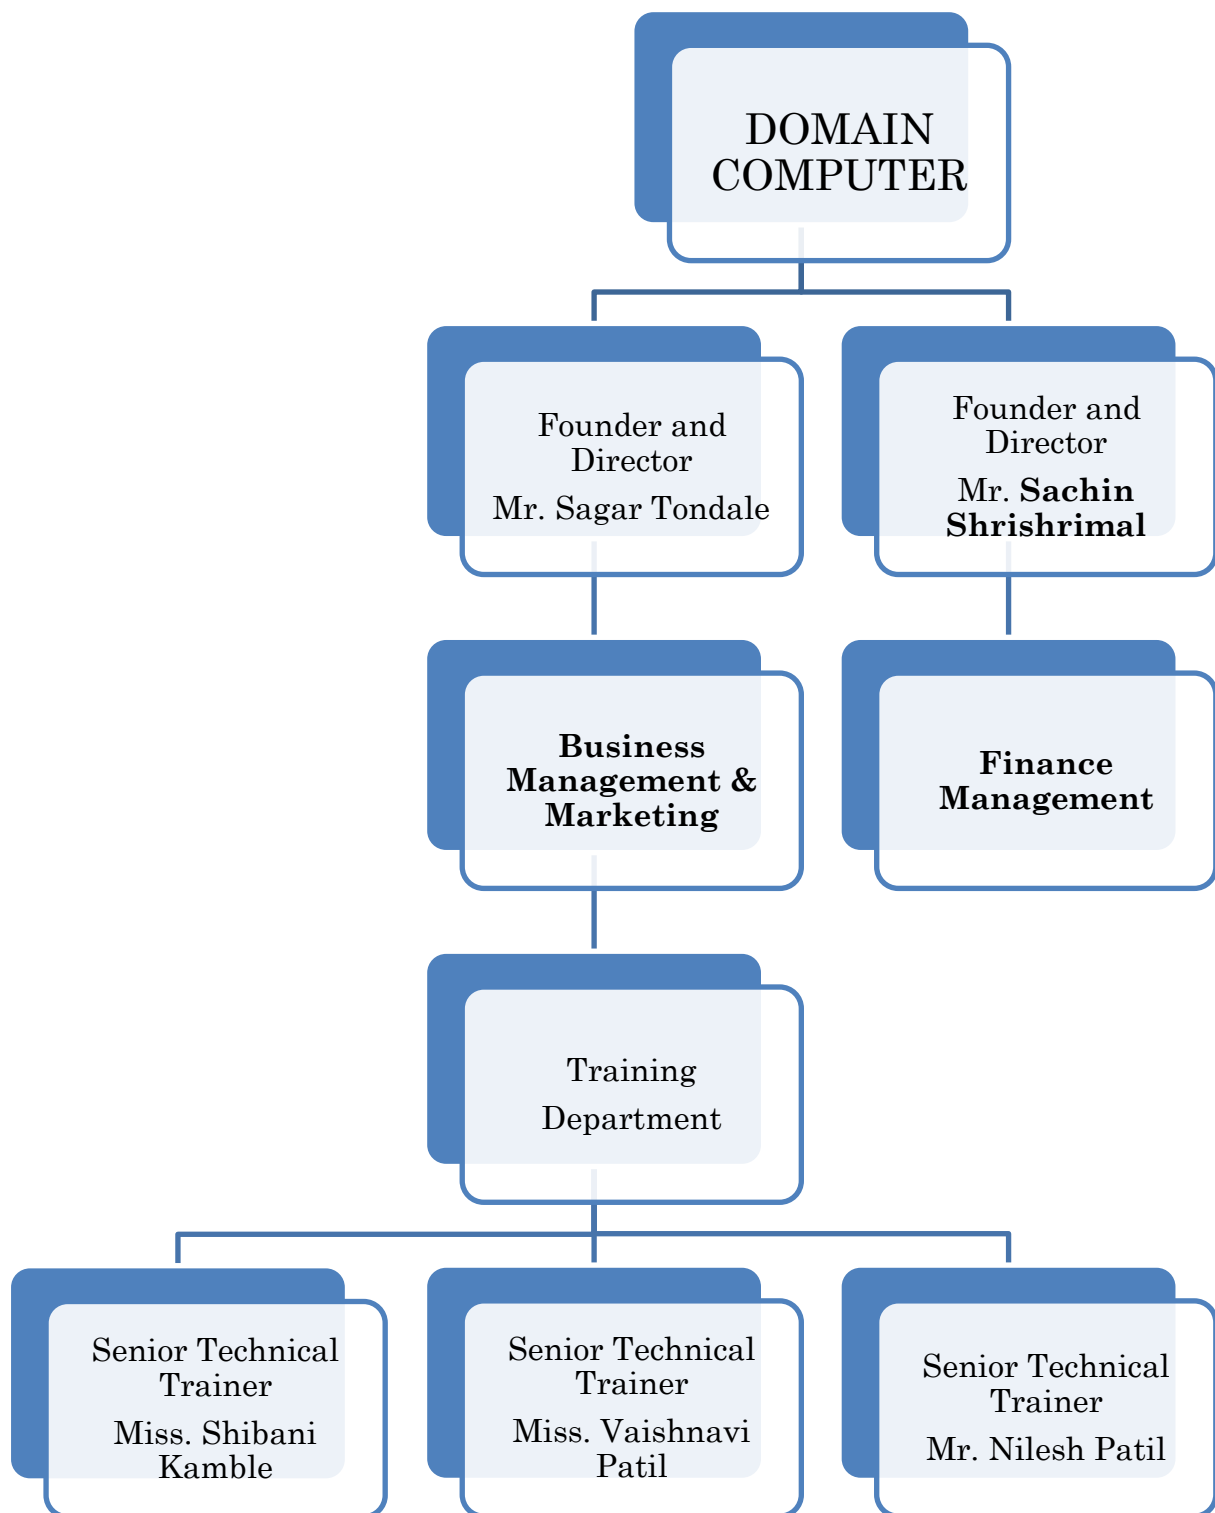 DOMAIN
COMPUTER
Founder and
Director
Mr. Sagar Tondale
Founder and
Director
Mr. Sachin
Shrishrimal
Business
Management &
Marketing
Finance
Management
Training
Department
Senior Technical
Trainer
Miss. Shibani
Kamble
Senior Technical
Trainer
Miss. Vaishnavi
Patil
Senior Technical
Trainer
Mr. Nilesh Patil